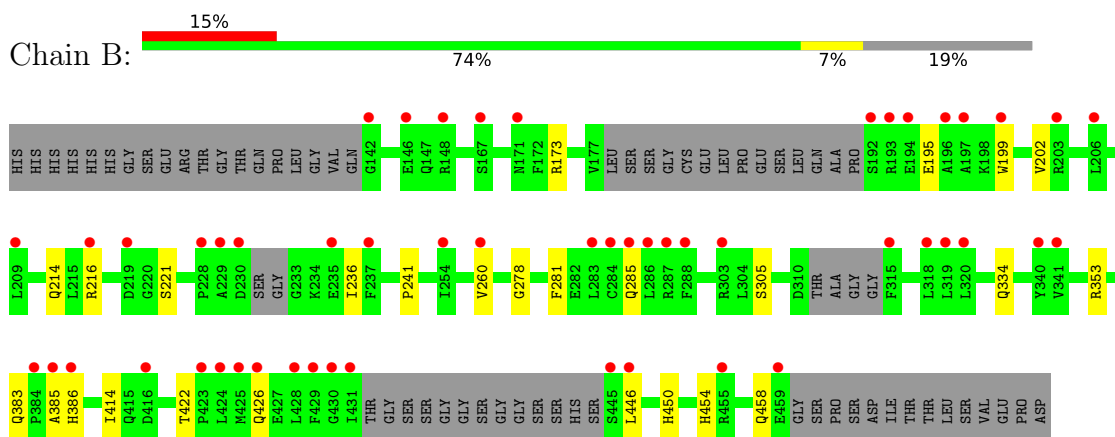 15%
Chain B:
74% 7% 19%
HIS HIS HIS HIS HIS HIS GLY SER GLU ARG THR GLY THR GLN PRO LEU GLY VAL GLN G142 E146 Q147 R148 S167 N171 F172 R173 V177 LEU SER SER GLY CYS GLU LEU PRO GLU SER LEU GLN ALA PRO S192 R193 E194 E195 A196 A197 K198 W199 V202 R203 L206
L209 Q214 L215 R216 D219 G220 S221 P228 A229 D230 SER GLY G233 K234 E235 I236 F237 P241 I254 V260 G278 F281 E282 L283 C284 Q285 L286 R287 F288 R303 L304 S305 D310 THR ALA GLY GLY F315 L318 L319 L320 Q334 Y340 V341 R353
Q383 P384 A385 H386 I414 Q415 D416 T422 P423 L424 M425 Q426 E427 L428 F429 G430 I431 THR GLY SER SER GLY GLY SER GLY GLY SER SER HIS SER S445 L446 H450 H454 R455 Q458 E459 GLY SER PRO SER ASP ILE THR THR LEU SER VAL GLU PRO ASP